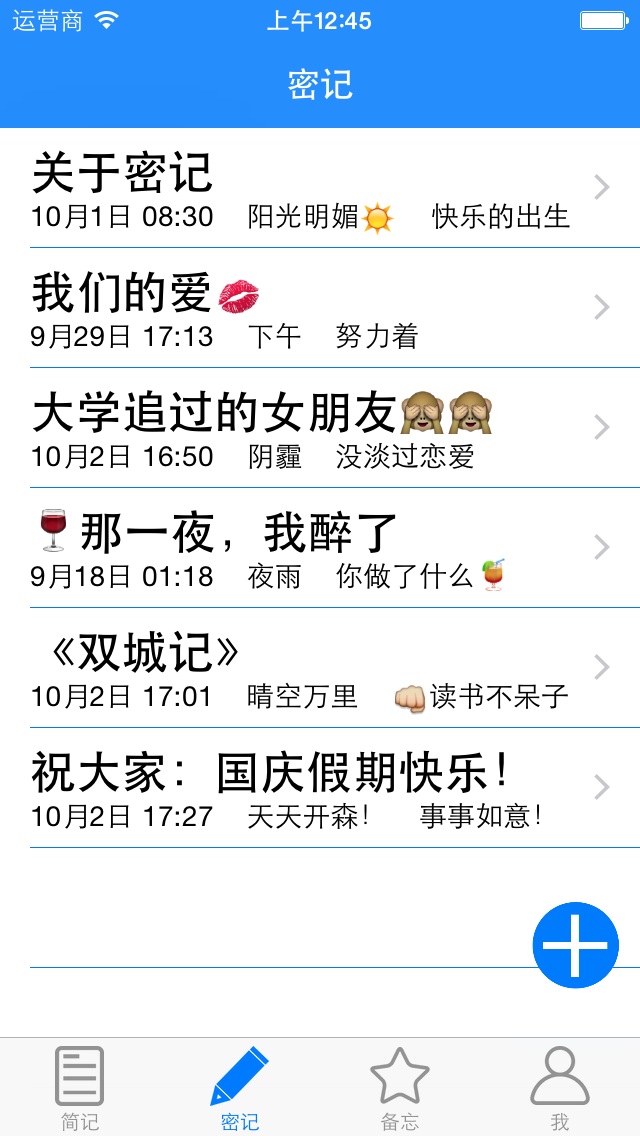 运营商 上午12:45
密记
关于密记
10月1日 08:30 阳光明媚☀️ 快乐的出生
我们的爱💋
9月29日 17:13 下午 努力着
大学追过的女朋友🙈🙈
10月2日 16:50 阴霾 没淡过恋爱
🍷那一夜，我醉了
9月18日 01:18 夜雨 你做了什么🍹
《双城记》
10月2日 17:01 晴空万里 👊读书不呆子
祝大家：国庆假期快乐！
10月2日 17:27 天天开森！ 事事如意！
简记 密记 备忘 我